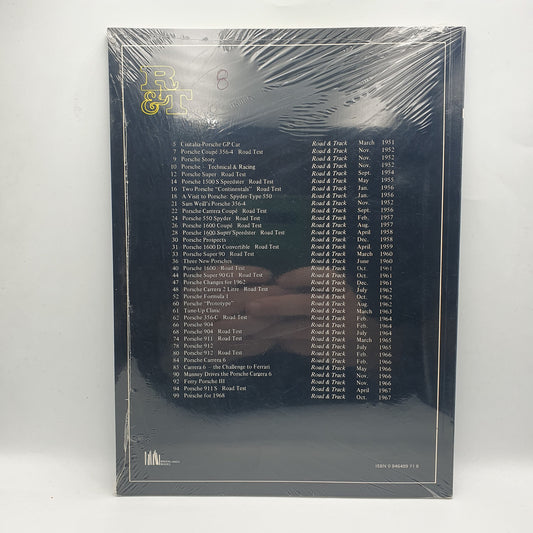 R
&T
8
5 Cisitalia-Porsche GP Car Road & Track March 1951
7 Porsche Coupé 356-4 Road Test Road & Track Nov. 1952
9 Porsche Story Road & Track Nov. 1952
10 Porsche - Technical & Racing Road & Track Nov. 1952
12 Porsche Super Road Test Road & Track Sept. 1954
14 Porsche 1500 S Speedster Road Test Road & Track May 1955
16 Two Porsche "Continentals" Road Test Road & Track Jan. 1956
18 A Visit to Porsche: Spyder Type 550 Road & Track Jan. 1956
21 Sam Weill's Porsche 356-4 Road & Track Nov. 1952
22 Porsche Carrera Coupé Road Test Road & Track Sept. 1956
24 Porsche 550 Spyder Road Test Road & Track Feb. 1957
26 Porsche 1600 Coupé Road Test Road & Track Aug. 1957
28 Porsche 1600 Super Speedster Road Test Road & Track April 1958
30 Porsche Prospects Road & Track Dec. 1958
31 Porsche 1600 D Convertible Road Test Road & Track April 1959
33 Porsche Super 90 Road Test Road & Track March 1960
36 Three New Porsches Road & Track June 1960
40 Porsche 1600 Road Test Road & Track Oct. 1961
44 Porsche Super 90 GT Road Test Road & Track Oct. 1961
47 Porsche Changes for 1962 Road & Track Dec. 1961
48 Porsche Carrera 2 Litre Road Test Road & Track July 1962
52 Porsche Formula 1 Road & Track Oct. 1962
60 Porsche "Prototype" Road & Track Aug. 1962
61 Tune-Up Clinic Road & Track March 1963
62 Porsche 356-C Road Test Road & Track Feb. 1964
66 Porsche 904 Road & Track Feb. 1964
68 Porsche 904 Road Test Road & Track July 1964
74 Porsche 911 Road Test Road & Track March 1965
78 Porsche 912 Road & Track July 1965
80 Porsche 912 Road Test Road & Track Feb. 1966
84 Porsche Carrera 6 Road & Track Feb. 1966
85 Carrera 6 - the Challenge to Ferrari Road & Track May 1966
90 Manney Drives the Porsche Carrera 6 Road & Track Nov. 1966
92 Ferry Porsche III Road & Track Nov. 1966
94 Porsche 911S Road Test Road & Track April 1967
99 Porsche for 1968 Road & Track Oct. 1967
ISBN 0 946489 71 8